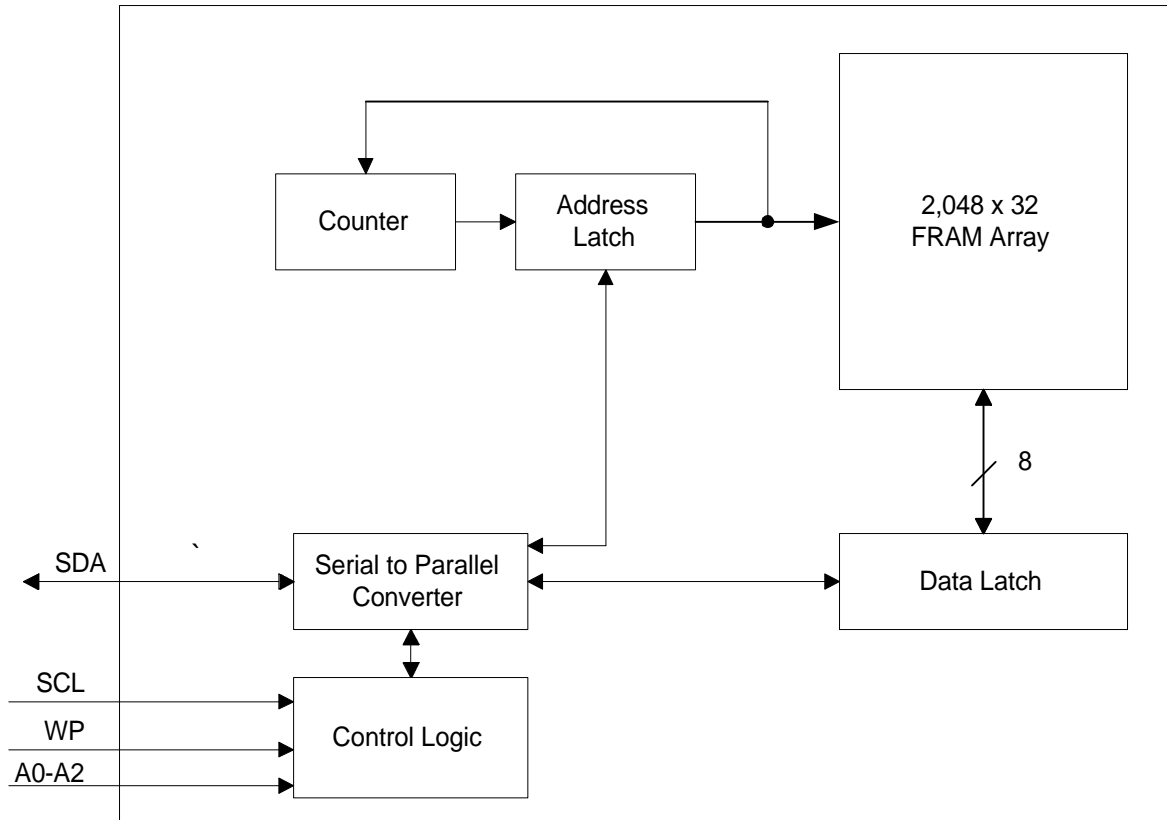 Counter
Address
Latch
2,048 x 32
FRAM Array
8
SDA
`
Serial to Parallel
Converter
Data Latch
SCL
WP
A0-A2
Control Logic